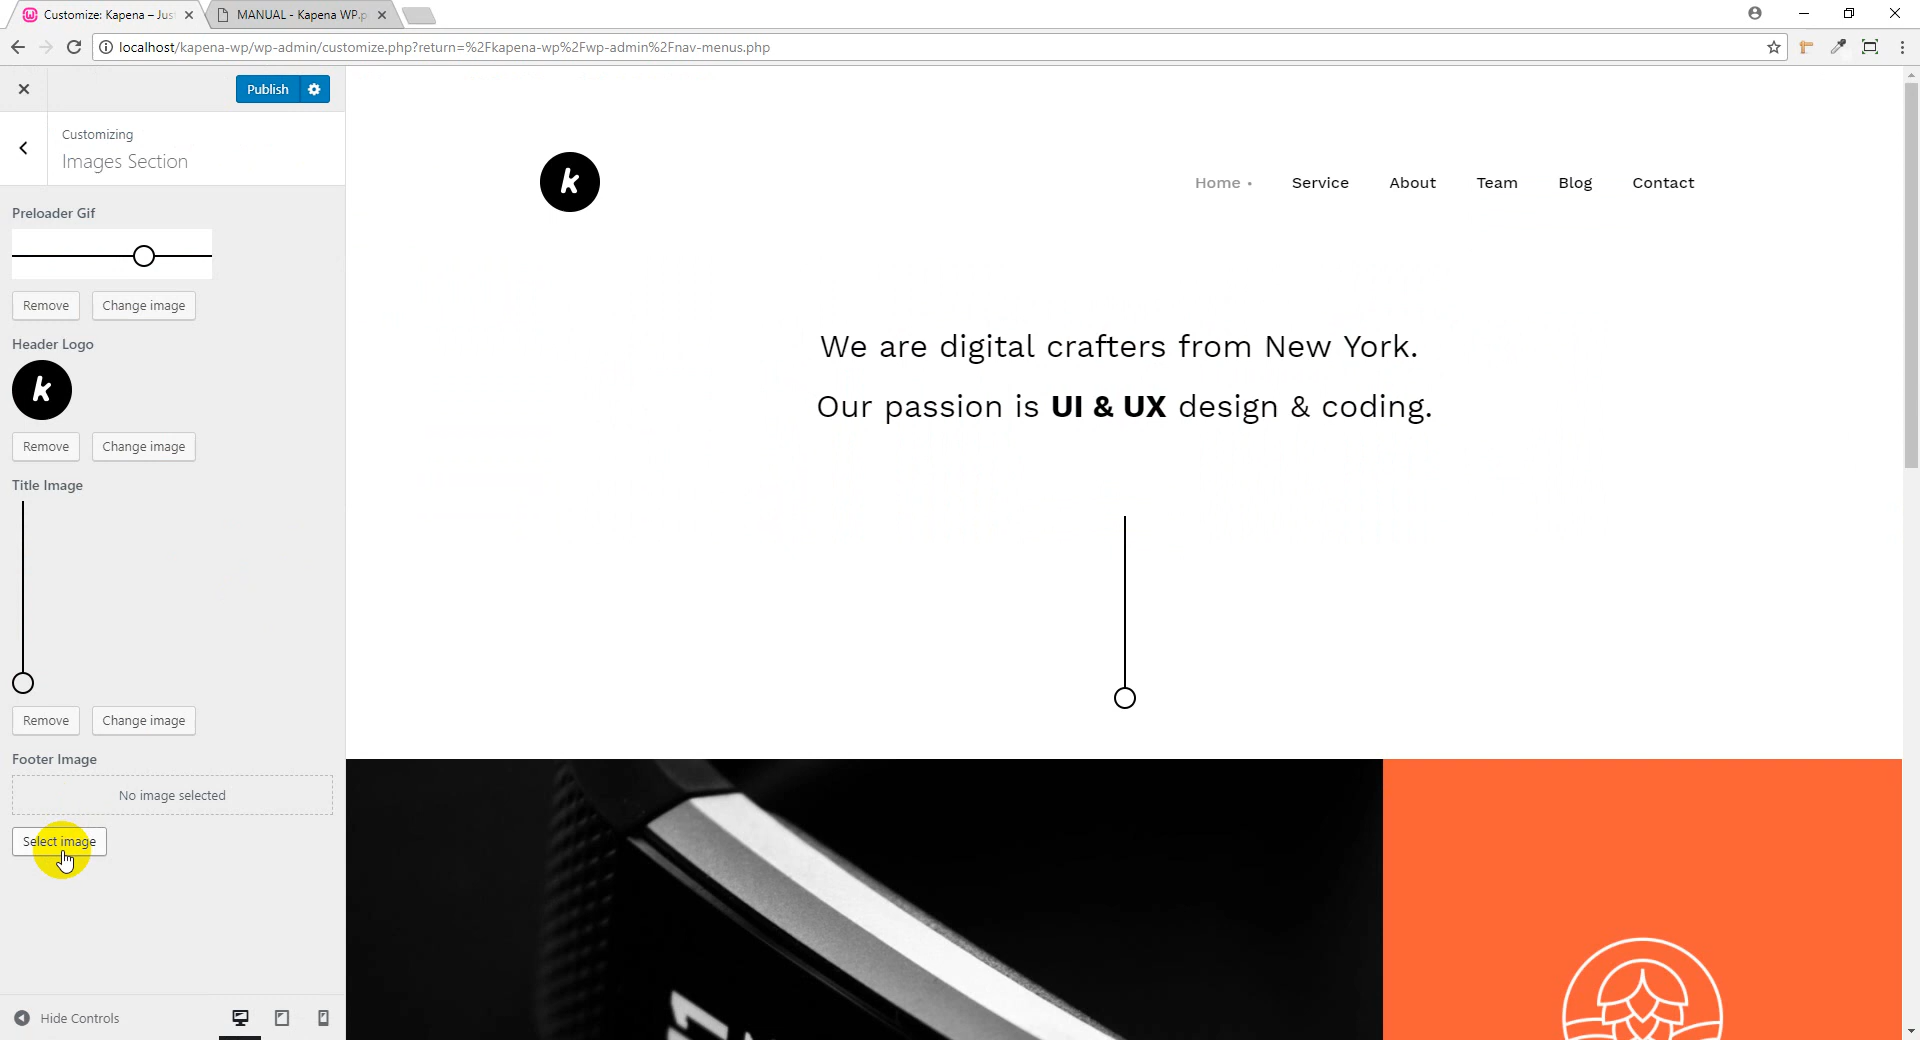 Customize: Kapena – Jus
MANUAL - Kapena WP.p
localhost/kapena-wp/wp-admin/customize.php?return=%2Fkapena-wp%2Fwp-admin%2Fnav-menus.php
Publish
Customizing
Images Section
Preloader Gif
Remove
Change image
Header Logo
k
Remove
Change image
Title Image
Remove
Change image
Footer Image
No image selected
Select image
Hide Controls
k
Home •
Service
About
Team
Blog
Contact
We are digital crafters from New York.
Our passion is UI & UX design & coding.